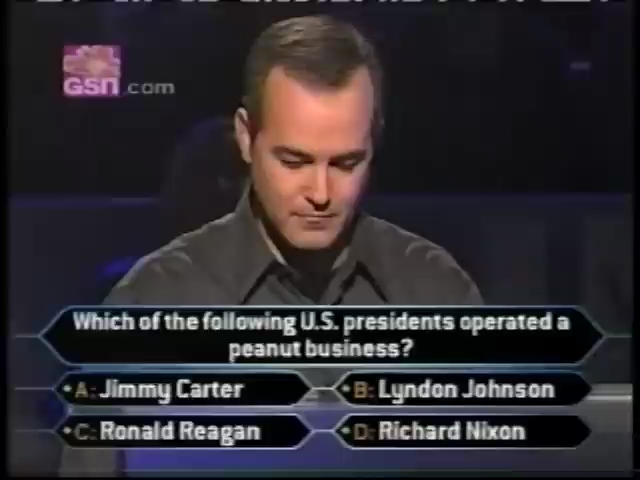 GSN.com
Which of the following U.S. presidents operated a
peanut business?
A: Jimmy Carter
B: Lyndon Johnson
C: Ronald Reagan
D: Richard Nixon